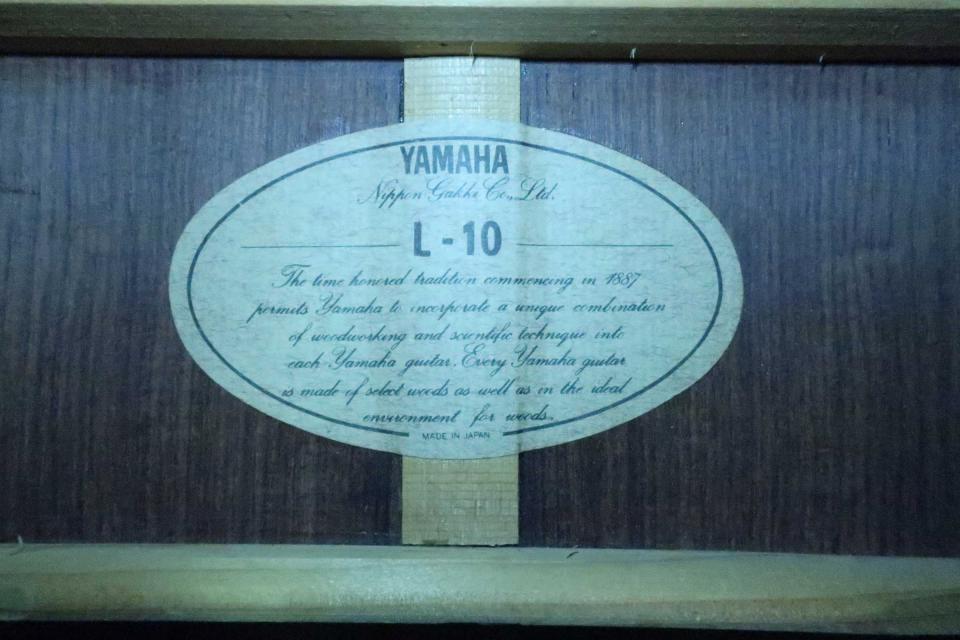 YAMAHA
Nippon Gakki Co., Ltd.
L-10
The time honored tradition commencing in 1887
permits Yamaha to incorporate a unique combination
of woodworking and scientific technique into
each Yamaha guitar. Every Yamaha guitar
is made of select woods as well as in the ideal
environment for woods.
MADE IN JAPAN